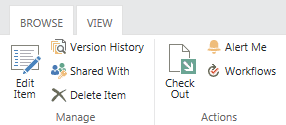 BROWSE VIEW
Edit Item
Version History
Shared With
Delete Item
Manage
Check Out
Alert Me
Workflows
Actions